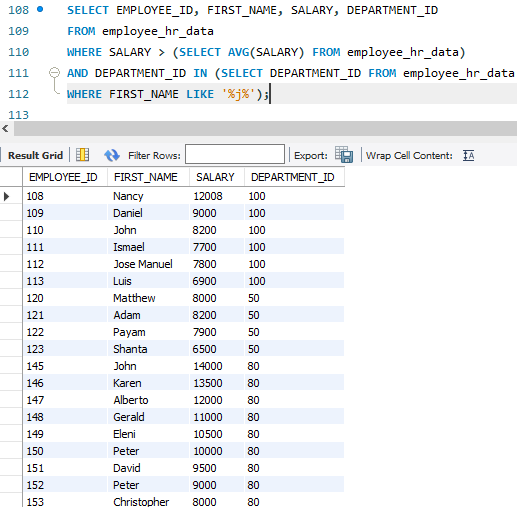 108 SELECT EMPLOYEE_ID, FIRST_NAME, SALARY, DEPARTMENT_ID
109 FROM employee_hr_data
110 WHERE SALARY > (SELECT AVG(SALARY) FROM employee_hr_data)
111 AND DEPARTMENT_ID IN (SELECT DEPARTMENT_ID FROM employee_hr_data
112 WHERE FIRST_NAME LIKE '%j%');
113
Result Grid Filter Rows: Export: Wrap Cell Content:
EMPLOYEE_ID FIRST_NAME SALARY DEPARTMENT_ID
108 Nancy 12008 100
109 Daniel 9000 100
110 John 8200 100
111 Ismael 7700 100
112 Jose Manuel 7800 100
113 Luis 6900 100
120 Matthew 8000 50
121 Adam 8200 50
122 Payam 7900 50
123 Shanta 6500 50
145 John 14000 80
146 Karen 13500 80
147 Alberto 12000 80
148 Gerald 11000 80
149 Eleni 10500 80
150 Peter 10000 80
151 David 9500 80
152 Peter 9000 80
153 Christopher 8000 80